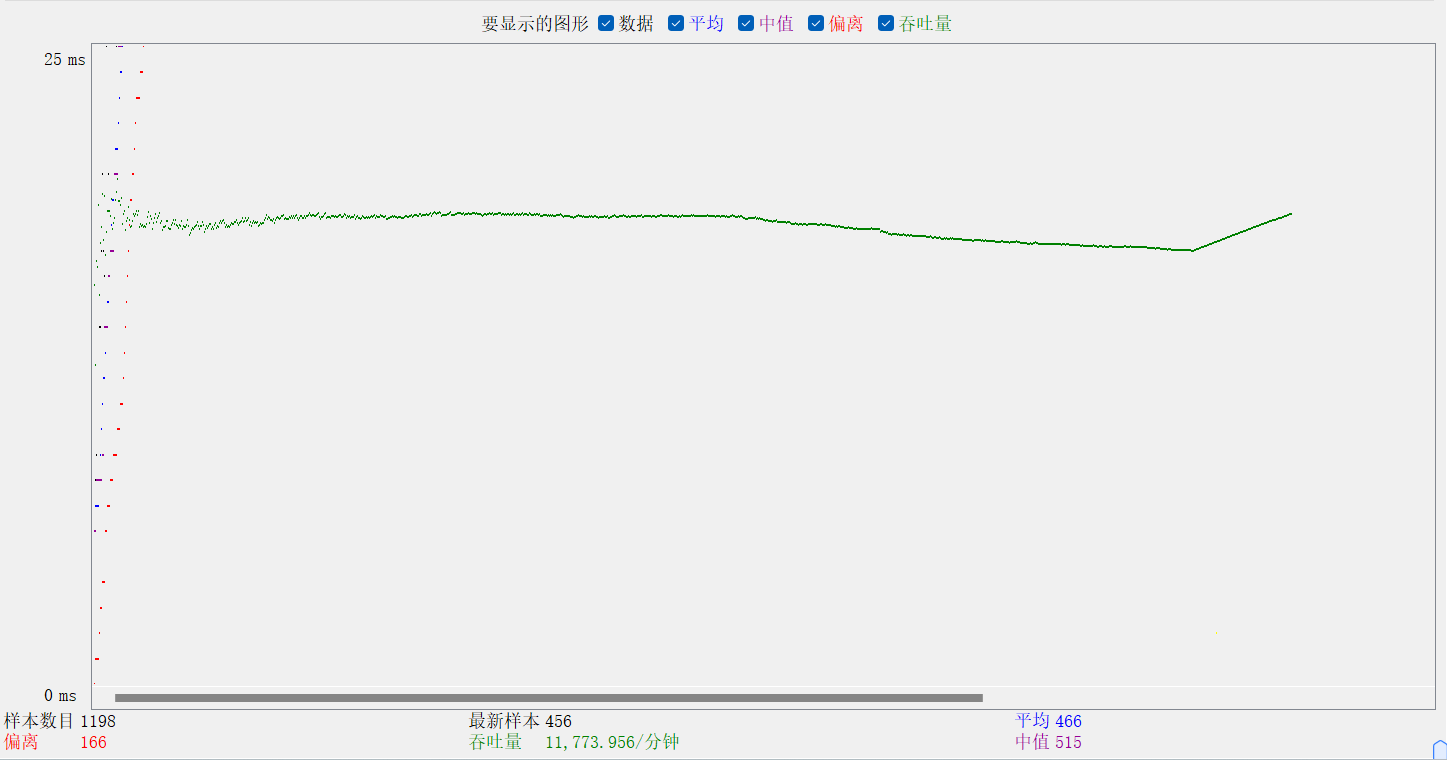 要显示的图形 数据 平均 中值 偏离 吞吐量
25 ms
0 ms
样本数目 1198 最新样本 456 平均 466
偏离 166 吞吐量 11,773.956/分钟 中值 515